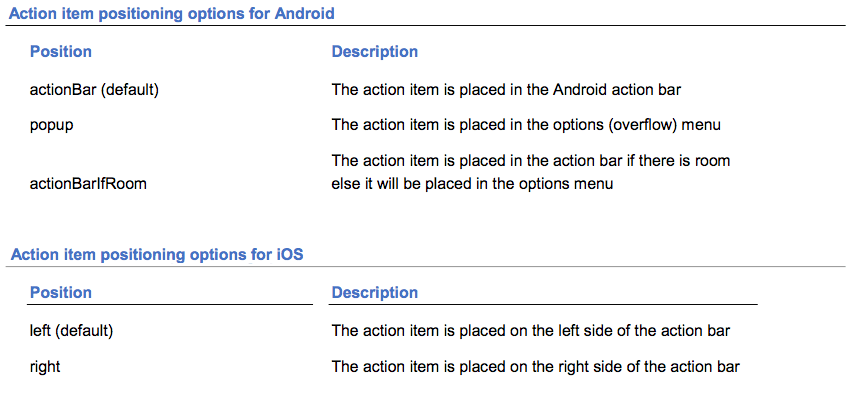 Action item positioning options for Android
Position Description
actionBar (default) The action item is placed in the Android action bar
popup The action item is placed in the options (overflow) menu
The action item is placed in the action bar if there is room
actionBarIfRoom else it will be placed in the options menu
Action item positioning options for iOS
Position Description
left (default) The action item is placed on the left side of the action bar
right The action item is placed on the right side of the action bar